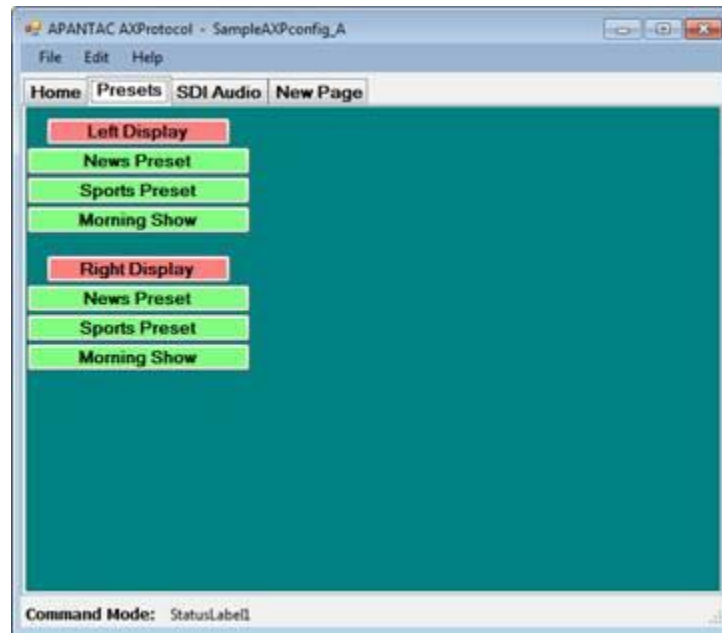 APANTAC AXProtocol - SampleAXPconfig_A
File Edit Help
Home Presets SDI Audio New Page
Left Display
News Preset
Sports Preset
Morning Show
Right Display
News Preset
Sports Preset
Morning Show
Command Mode: StatusLabel1